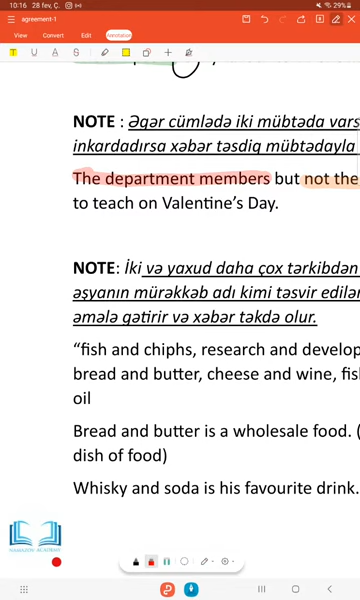 10:16 28 fev, Ç.
29%
agreement-1
View Convert Edit Annotation
T U A S
NOTE : Əgər cümlədə iki mübtəda vars
inkardadırsa xəbər təsdiq mübtədayla
The department members but not the
to teach on Valentine's Day.
NOTE: İki və yaxud daha çox tərkibdən
əşyanın mürəkkəb adı kimi təsvir edilər
əmələ gətirir və xəbər təkdə olur.
“fish and chiphs, research and develop
bread and butter, cheese and wine, fis
oil
Bread and butter is a wholesale food. (
dish of food)
Whisky and soda is his favourite drink.